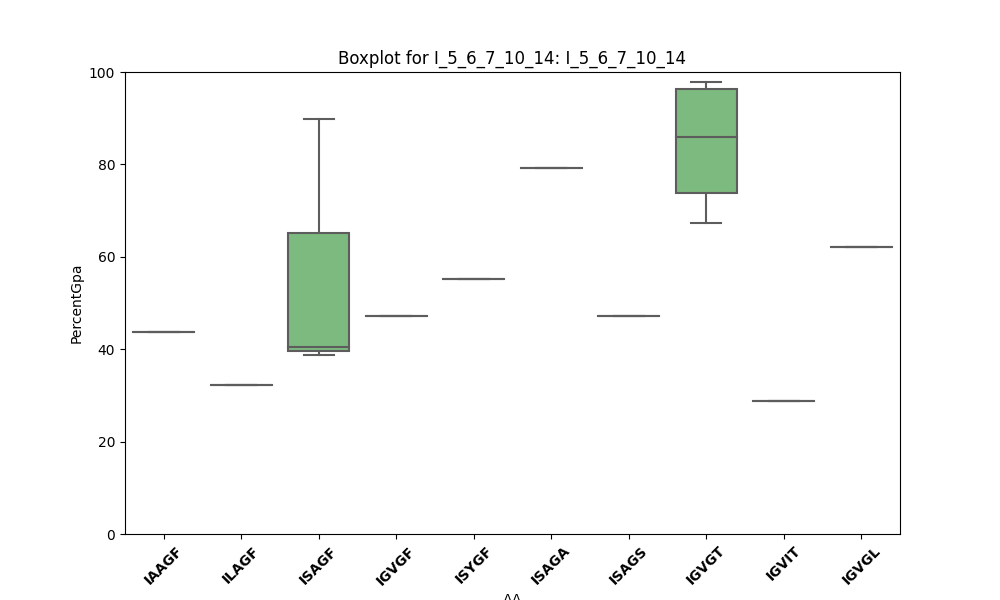 Boxplot for I_5_6_7_10_14: I_5_6_7_10_14
100
80
60
40
20
0
PercentGpa
IAAGF
ILAGF
ISAGF
IGVGF
ISYGF
ISAGA
ISAGS
IGVGT
IGVIT
IGVGL
AA